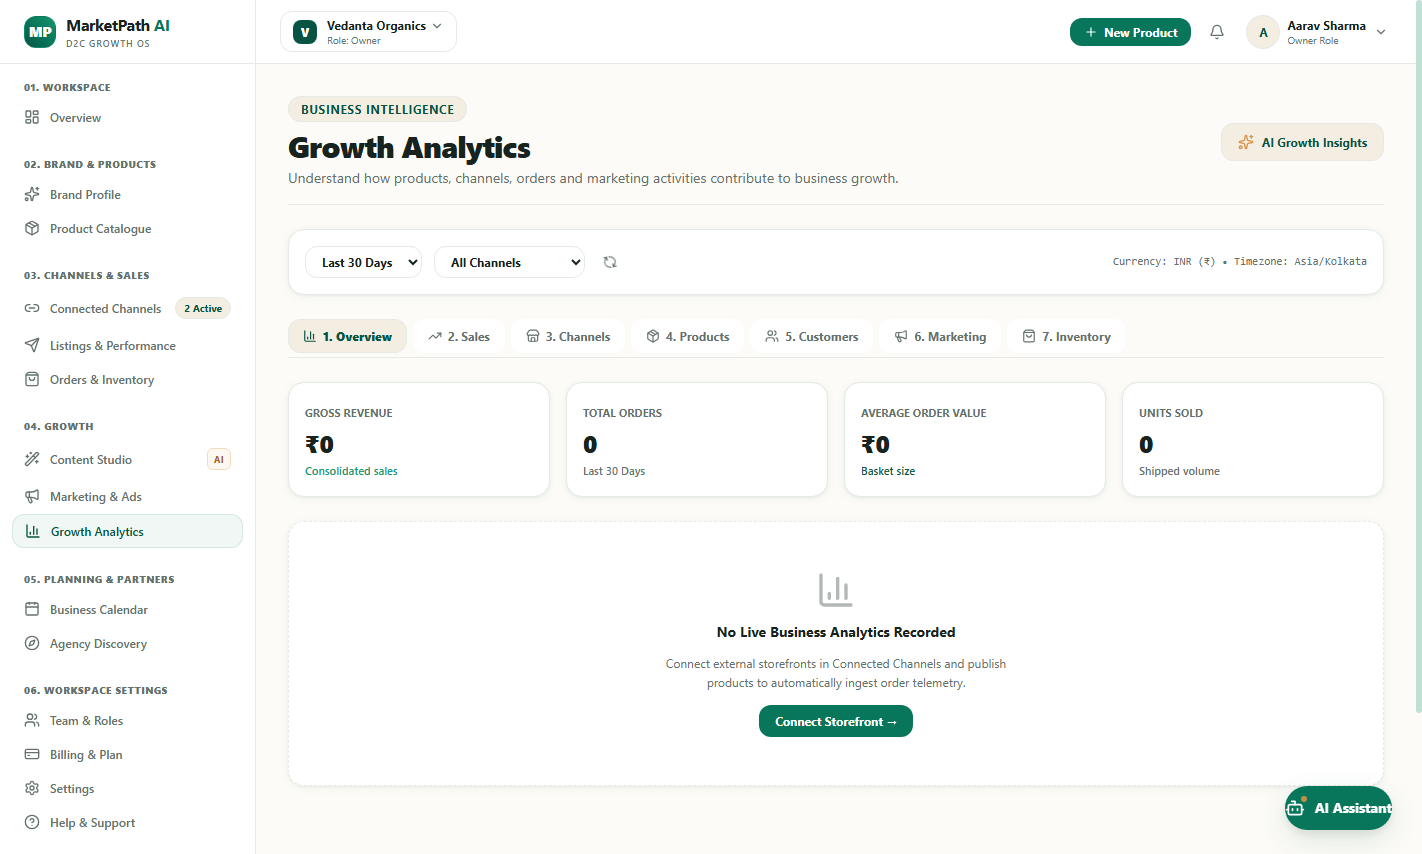 MP
MarketPath AI
D2C GROWTH OS
V
Vedanta Organics
Role: Owner
+ New Product
A
Aarav Sharma
Owner Role
01. WORKSPACE
Overview
02. BRAND & PRODUCTS
Brand Profile
Product Catalogue
03. CHANNELS & SALES
Connected Channels
2 Active
Listings & Performance
Orders & Inventory
04. GROWTH
Content Studio
AI
Marketing & Ads
Growth Analytics
05. PLANNING & PARTNERS
Business Calendar
Agency Discovery
06. WORKSPACE SETTINGS
Team & Roles
Billing & Plan
Settings
Help & Support
BUSINESS INTELLIGENCE
Growth Analytics
Understand how products, channels, orders and marketing activities contribute to business growth.
AI Growth Insights
Last 30 Days
All Channels
Currency: INR (₹) • Timezone: Asia/Kolkata
1. Overview
2. Sales
3. Channels
4. Products
5. Customers
6. Marketing
7. Inventory
GROSS REVENUE
₹0
Consolidated sales
TOTAL ORDERS
0
Last 30 Days
AVERAGE ORDER VALUE
₹0
Basket size
UNITS SOLD
0
Shipped volume
No Live Business Analytics Recorded
Connect external storefronts in Connected Channels and publish
products to automatically ingest order telemetry.
Connect Storefront →
AI Assistant